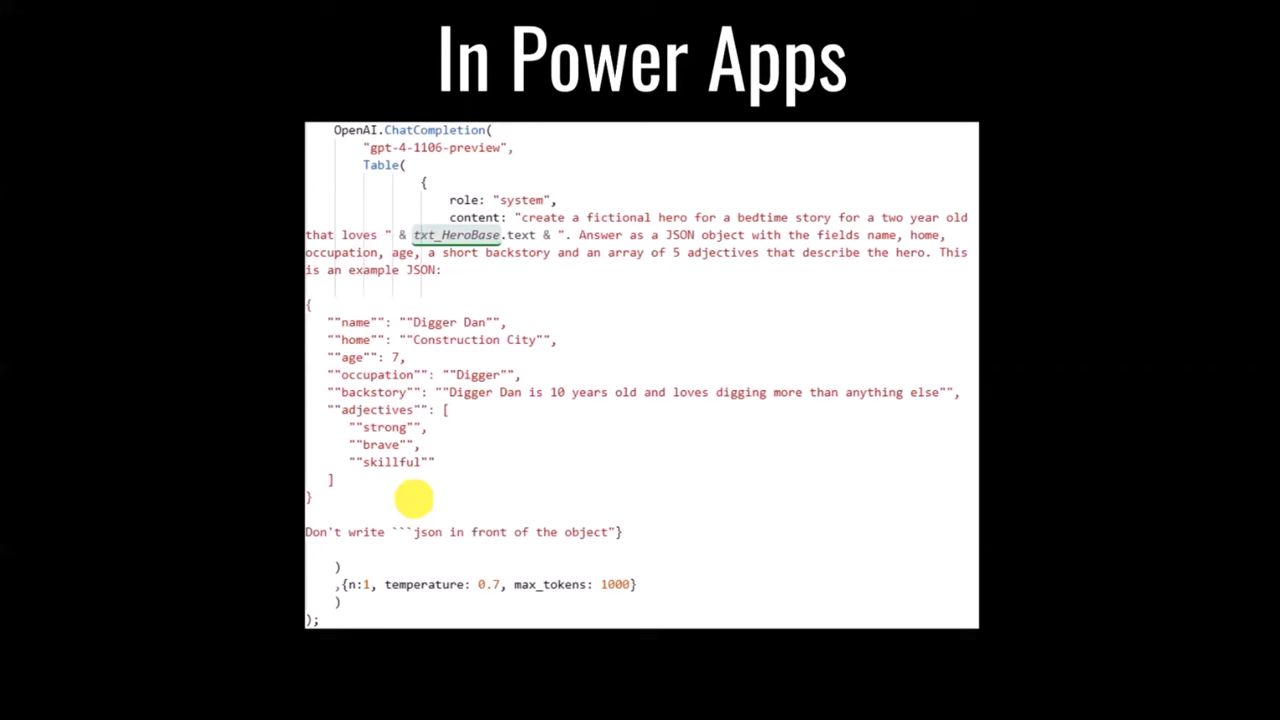 In Power Apps
OpenAI.ChatCompletion(
"gpt-4-1106-preview",
Table(
{
role: "system",
content: "create a fictional hero for a bedtime story for a two year old
that loves " & txt_HeroBase.text & ". Answer as a JSON object with the fields name, home,
occupation, age, a short backstory and an array of 5 adjectives that describe the hero. This
is an example JSON:
{
""name"": ""Digger Dan"",
""home"": ""Construction City"",
""age"": 7,
""occupation"": ""Digger"",
""backstory"": ""Digger Dan is 10 years old and loves digging more than anything else"",
""adjectives"": [
""strong"",
""brave"",
""skillful""
]
}
Don't write ```json in front of the object"}
)
,{n:1, temperature: 0.7, max_tokens: 1000}
)
);